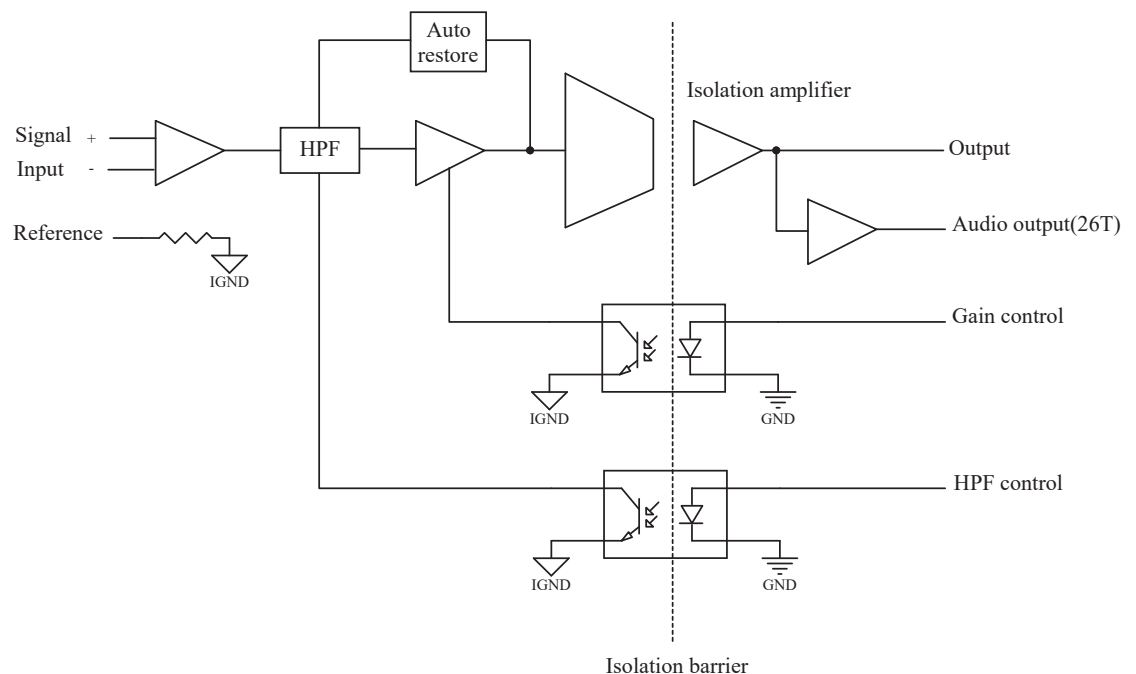 Auto
restore
Isolation amplifier
Signal +
HPF
Output
Input -
Reference
Audio output(26T)
IGND
Gain control
IGND
GND
HPF control
IGND
GND
Isolation barrier